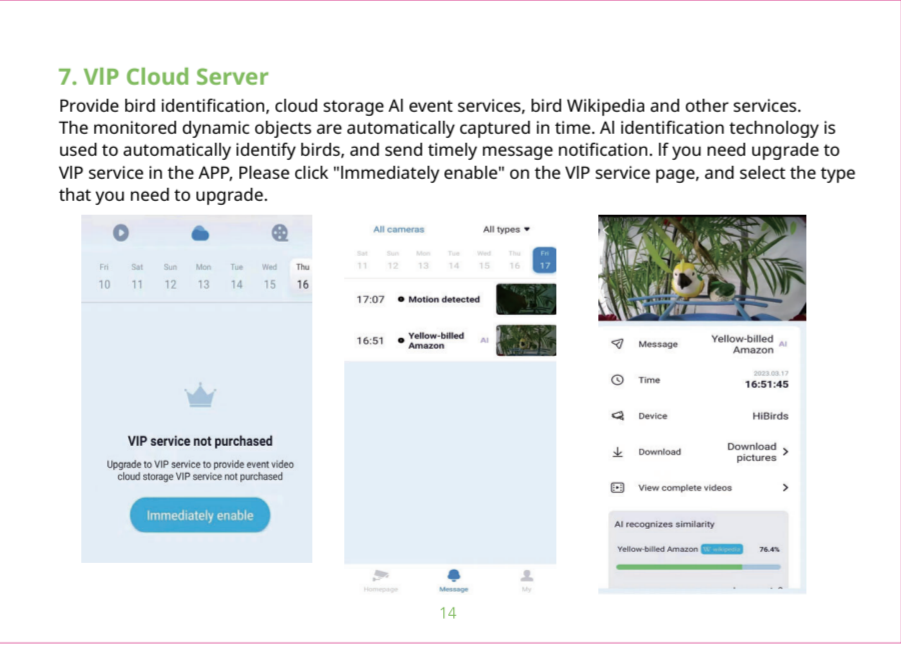 7. VIP Cloud Server
Provide bird identification, cloud storage AI event services, bird Wikipedia and other services.
The monitored dynamic objects are automatically captured in time. AI identification technology is
used to automatically identify birds, and send timely message notification. If you need upgrade to
VIP service in the APP, Please click "Immediately enable" on the VIP service page, and select the type
that you need to upgrade.
Fri Sat Sun Mon Tue Wed Thu
10 11 12 13 14 15 16
VIP service not purchased
Upgrade to VIP service to provide event video
cloud storage VIP service not purchased
Immediately enable
All cameras All types
Sat Sun Mon Tue Wed Thu Fri
11 12 13 14 15 16 17
17:07 Motion detected
16:51 Yellow-billed
Amazon AI
Homepage Message My
Message Yellow-billed
Amazon AI
Time 2023.03.17
16:51:45
Device HiBirds
Download Download
pictures
View complete videos
AI recognizes similarity
Yellow-billed Amazon wikipedia 76.4%
14